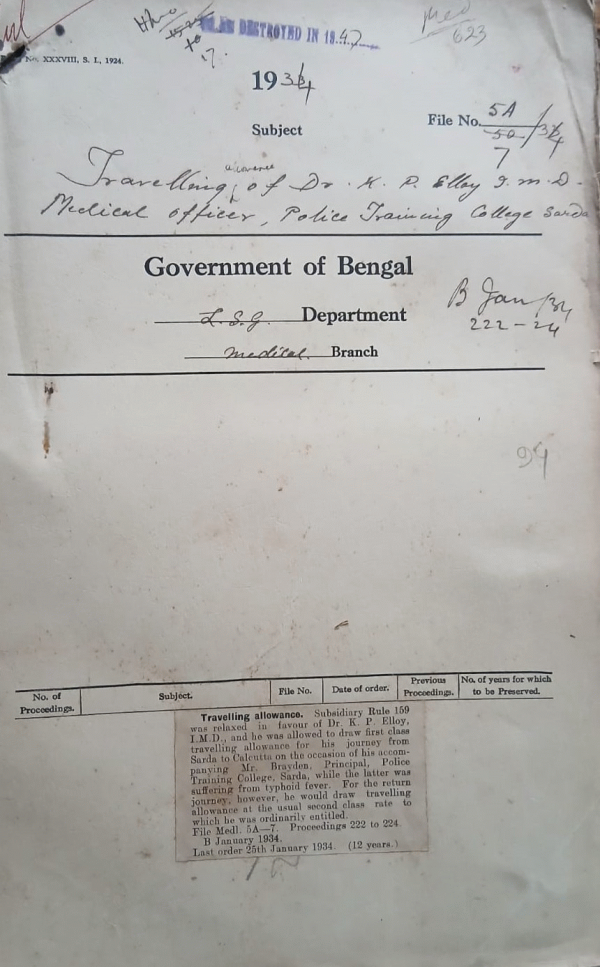 DESTROYED IN 19 47
Med
623
No. XXXVIII, S. I., 1924.
1934
File No. 5A/34
7
Subject
Travelling allowance of Dr. K. P. Elloy I.M.D.
Medical officer, Police Training College Sarda
Government of Bengal
L.S.G. Department
Medical Branch
B Jan/34
222-24
94
No. of Proceedings.
Subject.
File No.
Date of order.
Previous Proceedings.
No. of years for which to be Preserved.
Travelling allowance. Subsidiary Rule 159
was relaxed in favour of Dr. K. P. Elloy,
I.M.D., and he was allowed to draw first class
travelling allowance for his journey from
Sarda to Calcutta on the occasion of his accom-
panying Mr. Brayden, Principal, Police
Training College, Sarda, while the latter was
suffering from typhoid fever. For the return
journey, however, he would draw travelling
allowance at the usual second class rate to
which he was ordinarily entitled.
File Medl. 5A—7. Proceedings 222 to 224
B January 1934.
Last order 25th January 1934. (12 years.)